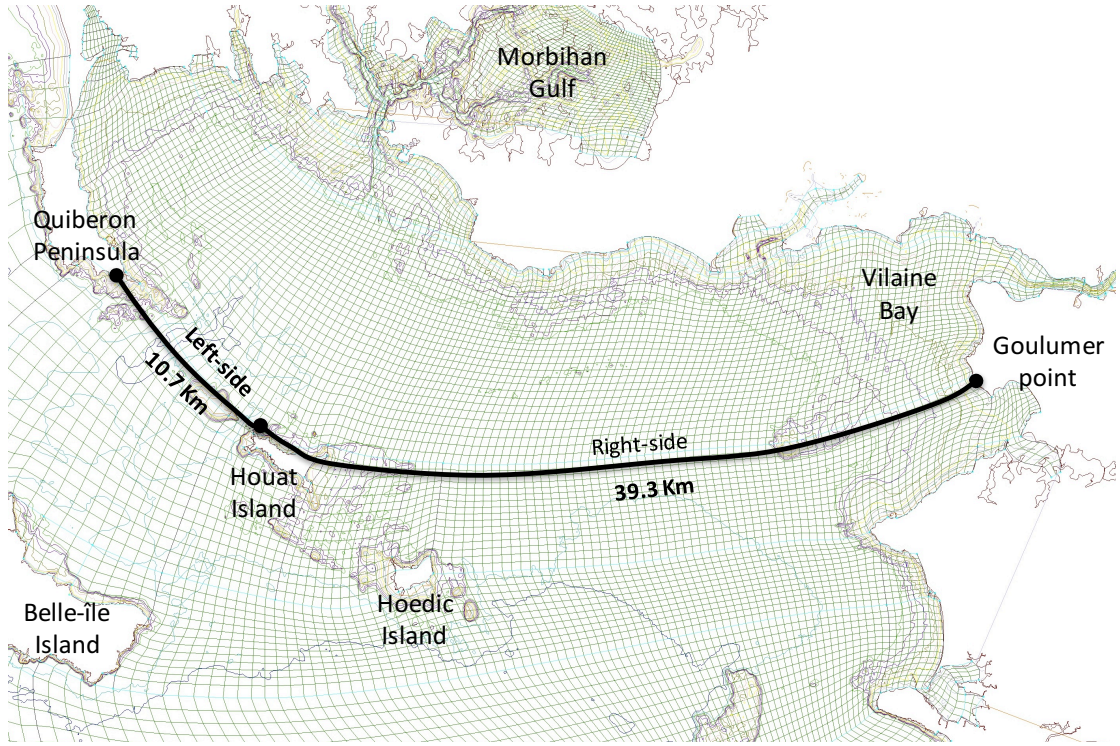 Morbihan
Gulf
Quiberon
Peninsula
Vilaine
Bay
Goulumer
point
Left-side
10.7 Km
Right-side
39.3 Km
Houat
Island
Hoedic
Island
Belle-île
Island